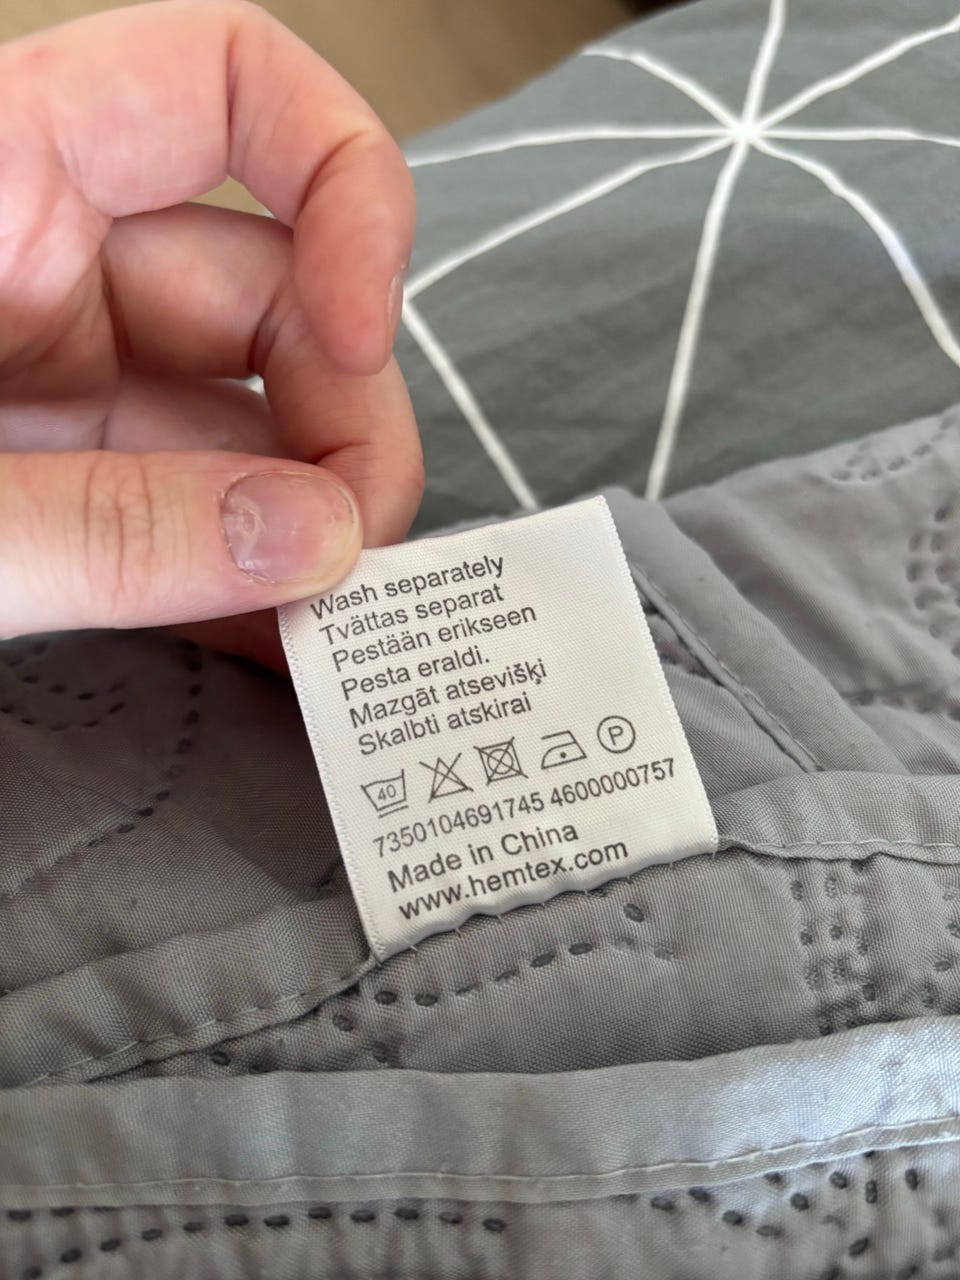 Wash separately
Tvättas separat
Pestään erikseen
Pesta eraldi.
Mazgāt atsevišķi
Skalbti atskirai
40 P
7350104691745 4600000757
Made in China
www.hemtex.com